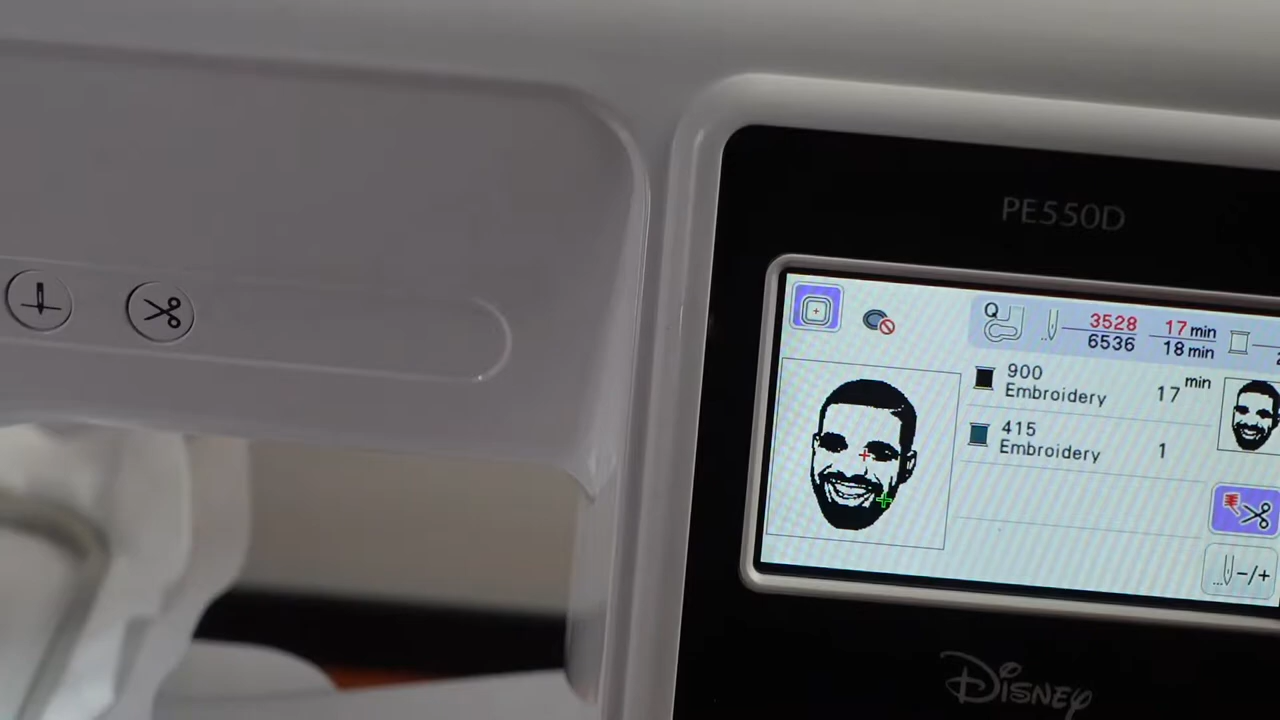 PE550D
Q 3528 17 min
6536 18 min
900 min
Embroidery 17
415
Embroidery 1
-/+
DISNEY